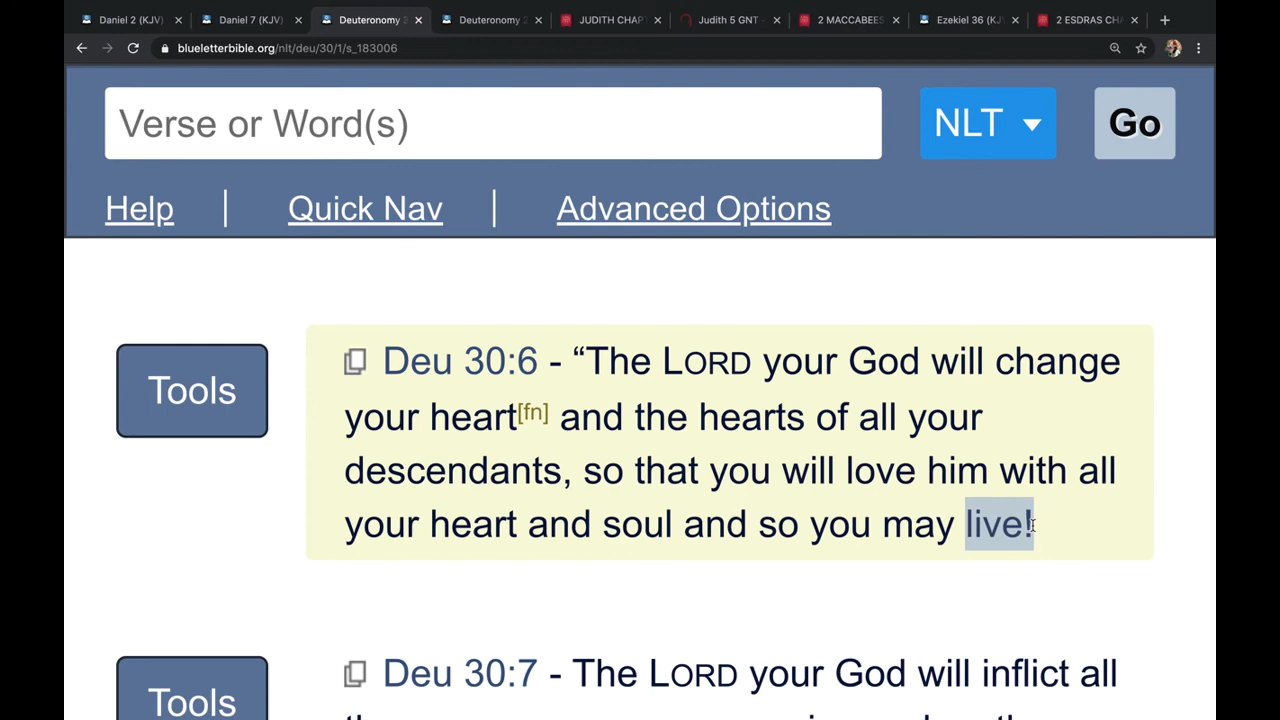 Daniel 2 (KJV)
Daniel 7 (KJV)
Deuteronomy 3
Deuteronomy 2
JUDITH CHAP
Judith 5 GNT -
2 MACCABEES
Ezekiel 36 (KJ
2 ESDRAS CHA
blueletterbible.org/nlt/deu/30/1/s_183006
Verse or Word(s)
NLT
Go
Help | Quick Nav | Advanced Options
Tools
Deu 30:6 - “The LORD your God will change
your heart[fn] and the hearts of all your
descendants, so that you will love him with all
your heart and soul and so you may live!
Tools
Deu 30:7 - The LORD your God will inflict all